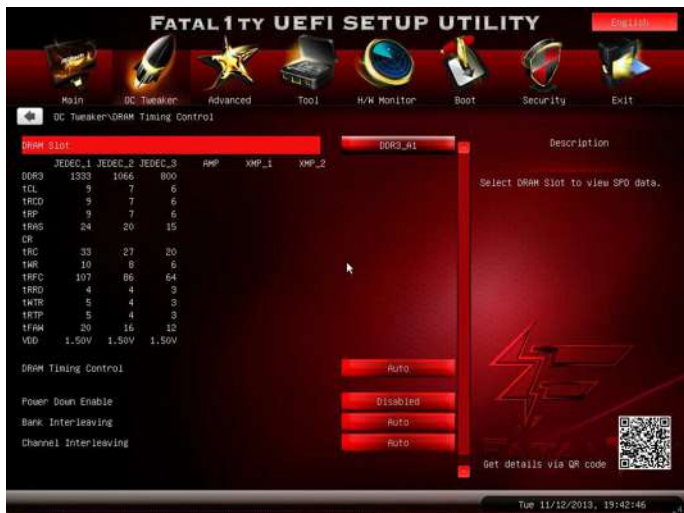 FATAL1TY UEFI SETUP UTILITY
English
Main OC Tweaker Advanced Tool H/W Monitor Boot Security Exit
OC Tweaker\DRAM Timing Control
DRAM Slot DDR3_A1
Description
JEDEC_1 JEDEC_2 JEDEC_3 AMP XMP_1 XMP_2
Select DRAM Slot to view SPD data.
DDR3 1333 1066 800
tCL 9 7 6
tRCD 9 7 6
tRP 9 7 6
tRAS 24 20 15
CR
tRC 33 27 20
tWR 10 8 6
tRFC 107 86 64
tRRD 4 4 3
tWTR 5 4 3
tRTP 5 4 3
tFAW 20 16 12
VDD 1.50V 1.50V 1.50V
DRAM Timing Control Auto
Power Down Enable Disabled
Bank Interleaving Auto
Channel Interleaving Auto
Get details via QR code
Tue 11/12/2013, 19:42:46